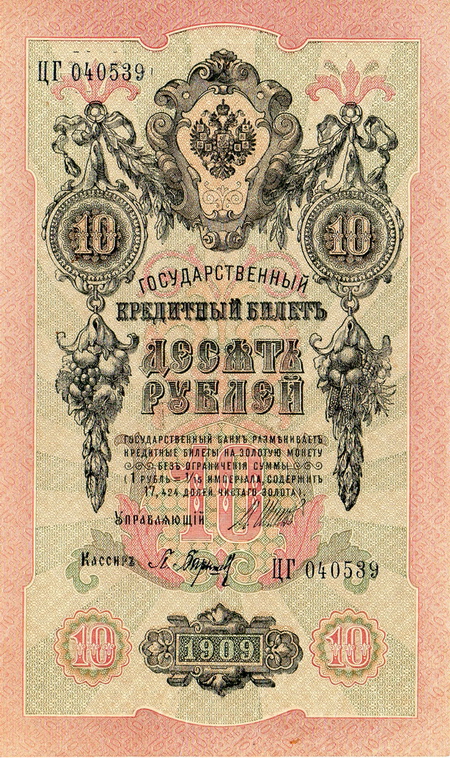 ЦГ 040539
10 10
ГОСУДАРСТВЕННЫЙ
КРЕДИТНЫЙ БИЛЕТЪ
ДЕСЯТЬ
РУБЛЕЙ
ГОСУДАРСТВЕННЫЙ БАНКЪ РАЗМѢНИВАЕТЪ
КРЕДИТНЫЕ БИЛЕТЫ НА ЗОЛОТУЮ МОНЕТУ
БЕЗЪ ОГРАНИЧЕНІЯ СУММЫ
(1 РУБЛЬ = 1/15 ИМПЕРІАЛА, СОДЕРЖИТЪ
17,424 ДОЛЕЙ ЧИСТАГО ЗОЛОТА).
10
УПРАВЛЯЮЩІЙ
Кассиръ
ЦГ 040539
10 1909 10